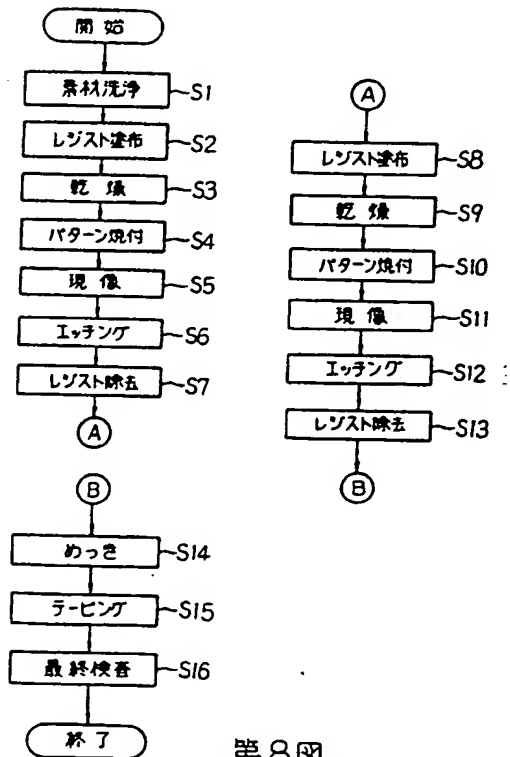 開始
素材洗浄 S1
レジスト塗布 S2
乾燥 S3
パターン焼付 S4
現像 S5
エッチング S6
レジスト除去 S7
A
A
レジスト塗布 S8
乾燥 S9
パターン焼付 S10
現像 S11
エッチング S12
レジスト除去 S13
B
B
めっき S14
テーピング S15
最終検査 S16
終了
第8図